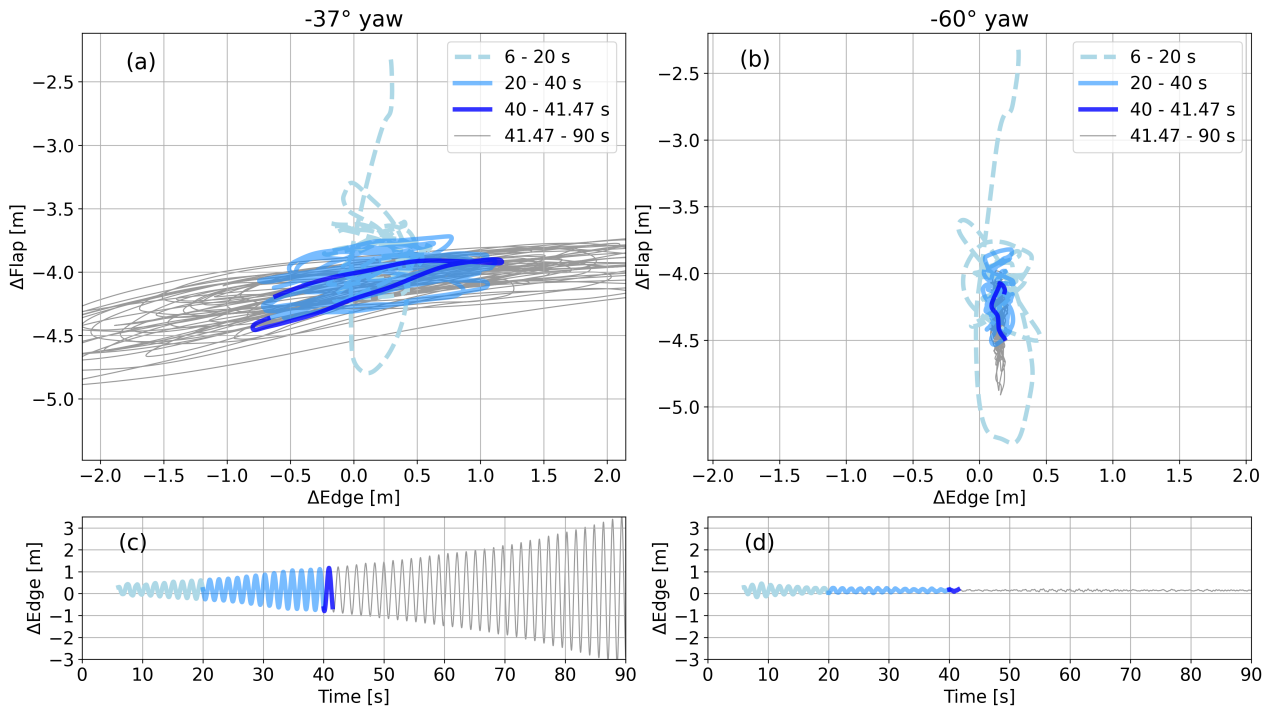 -37° yaw
(a)
6 - 20 s
20 - 40 s
40 - 41.47 s
41.47 - 90 s
−2.5
−3.0
−3.5
−4.0
−4.5
−5.0
ΔFlap [m]
−2.0 −1.5 −1.0 −0.5 0.0 0.5 1.0 1.5 2.0
ΔEdge [m]
-60° yaw
(b)
6 - 20 s
20 - 40 s
40 - 41.47 s
41.47 - 90 s
−2.5
−3.0
−3.5
−4.0
−4.5
−5.0
ΔFlap [m]
−2.0 −1.5 −1.0 −0.5 0.0 0.5 1.0 1.5 2.0
ΔEdge [m]
(c)
3
2
1
0
−1
−2
−3
ΔEdge [m]
0 10 20 30 40 50 60 70 80 90
Time [s]
(d)
3
2
1
0
−1
−2
−3
ΔEdge [m]
0 10 20 30 40 50 60 70 80 90
Time [s]